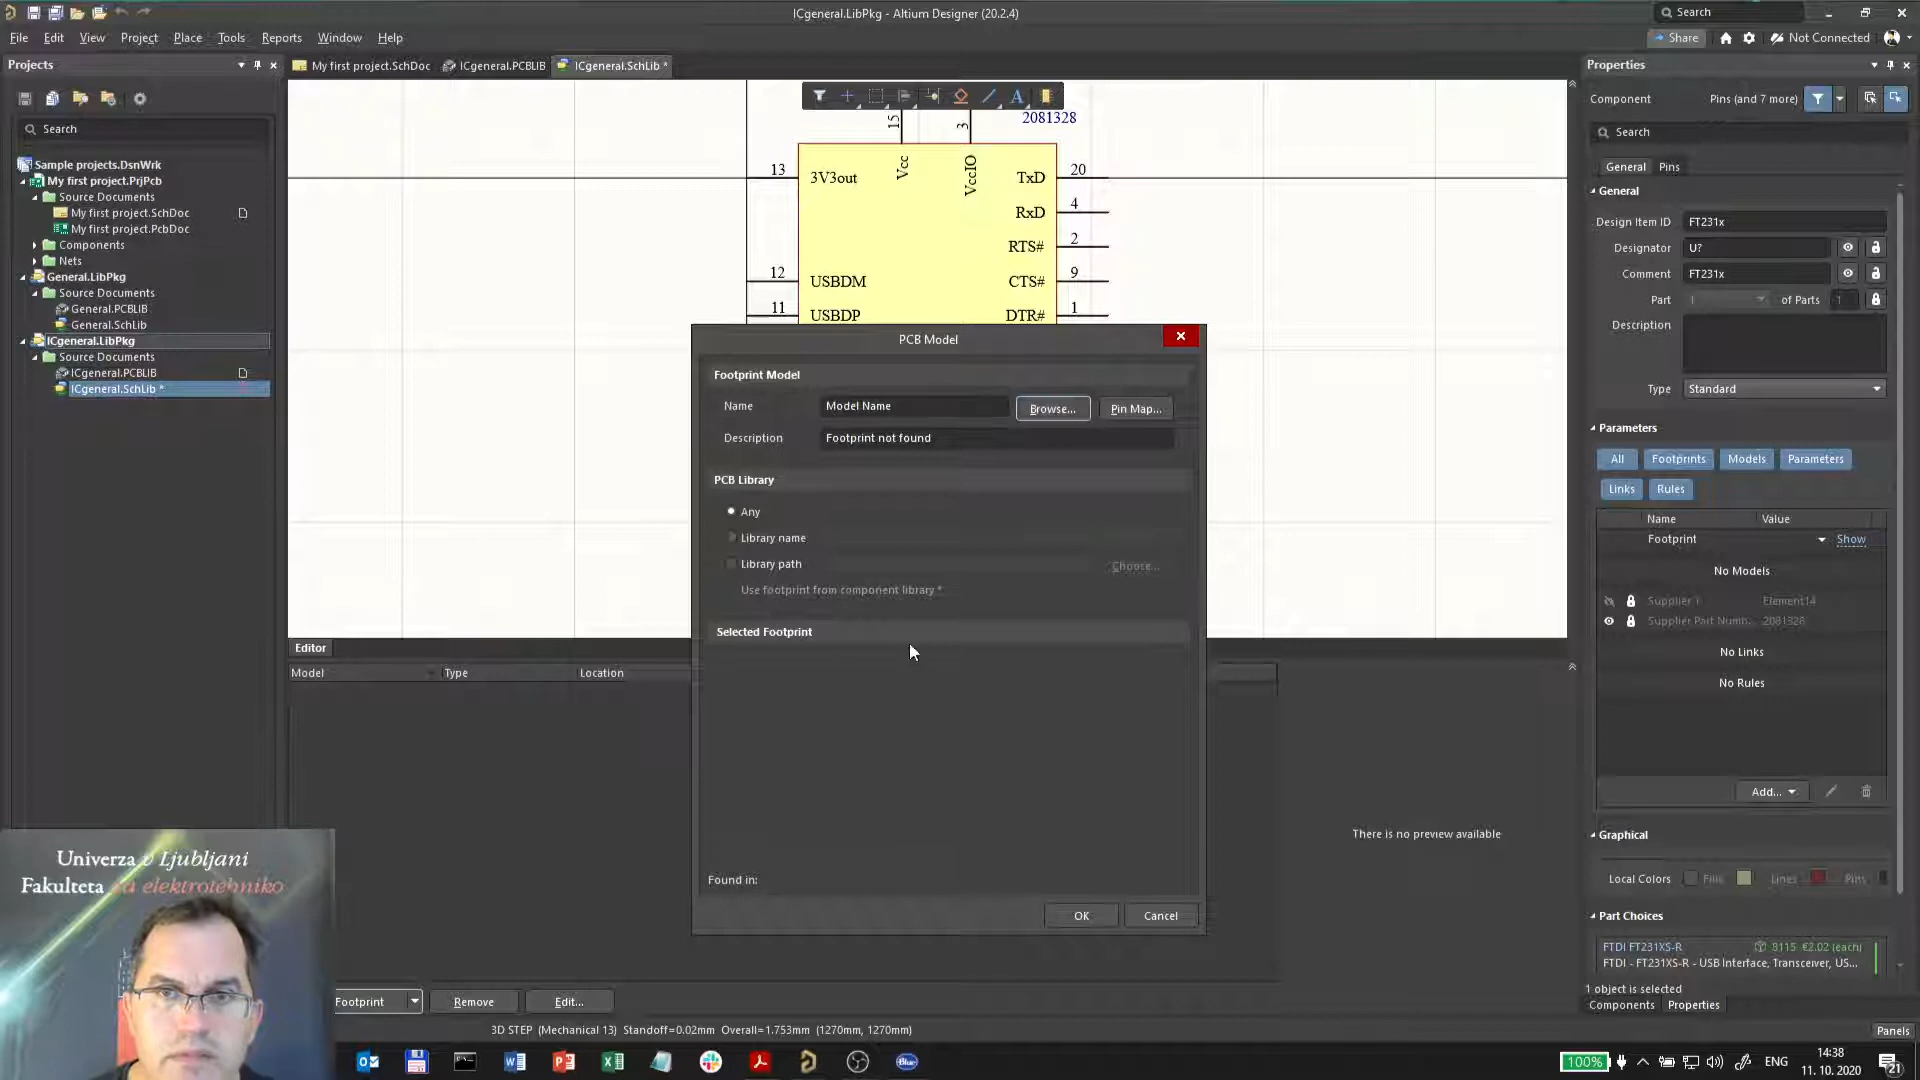 ICgeneral.LibPkg - Altium Designer (20.2.4)
Search
File Edit View Project Place Tools Reports Window Help
Share Not Connected
Projects
My first project.SchDoc ICgeneral.PCBLIB ICgeneral.SchLib *
Search
Sample projects.DsnWrk
My first project.PrjPcb
Source Documents
My first project.SchDoc
My first project.PcbDoc
Components
Nets
General.LibPkg
Source Documents
General.PCBLIB
General.SchLib
ICgeneral.LibPkg
Source Documents
ICgeneral.PCBLIB
ICgeneral.SchLib *
2081328
15 3
13 3V3out Vcc VccIO TxD 20
RxD 4
RTS# 2
12 USBDM CTS# 9
11 USBDP DTR# 1
PCB Model
Footprint Model
Name Model Name Browse... Pin Map...
Description Footprint not found
PCB Library
Any
Library name
Library path Choose...
Use footprint from component library *
Selected Footprint
Found in:
OK Cancel
Editor
Model Type Location
There is no preview available
Footprint Remove Edit...
3D STEP (Mechanical 13) Standoff=0.02mm Overall=1.753mm (1270mm, 1270mm)
Properties
Component Pins (and 7 more)
Search
General Pins
General
Design Item ID FT231x
Designator U?
Comment FT231x
Part 1 of Parts 1
Description
Type Standard
Parameters
All Footprints Models Parameters
Links Rules
Name Value
Footprint Show
No Models
Supplier 1 Element14
Supplier Part Numb... 2081328
No Links
No Rules
Add...
Graphical
Local Colors Fills Lines Pins
Part Choices
FTDI FT231XS-R 8115 €2.02 (each)
FTDI - FT231XS-R - USB Interface, Transceiver, US...
1 object is selected
Components Properties
Panels
Univerza v Ljubljani
Fakulteta za elektrotehniko
Blue
100% ENG 14:38
11. 10. 2020 21